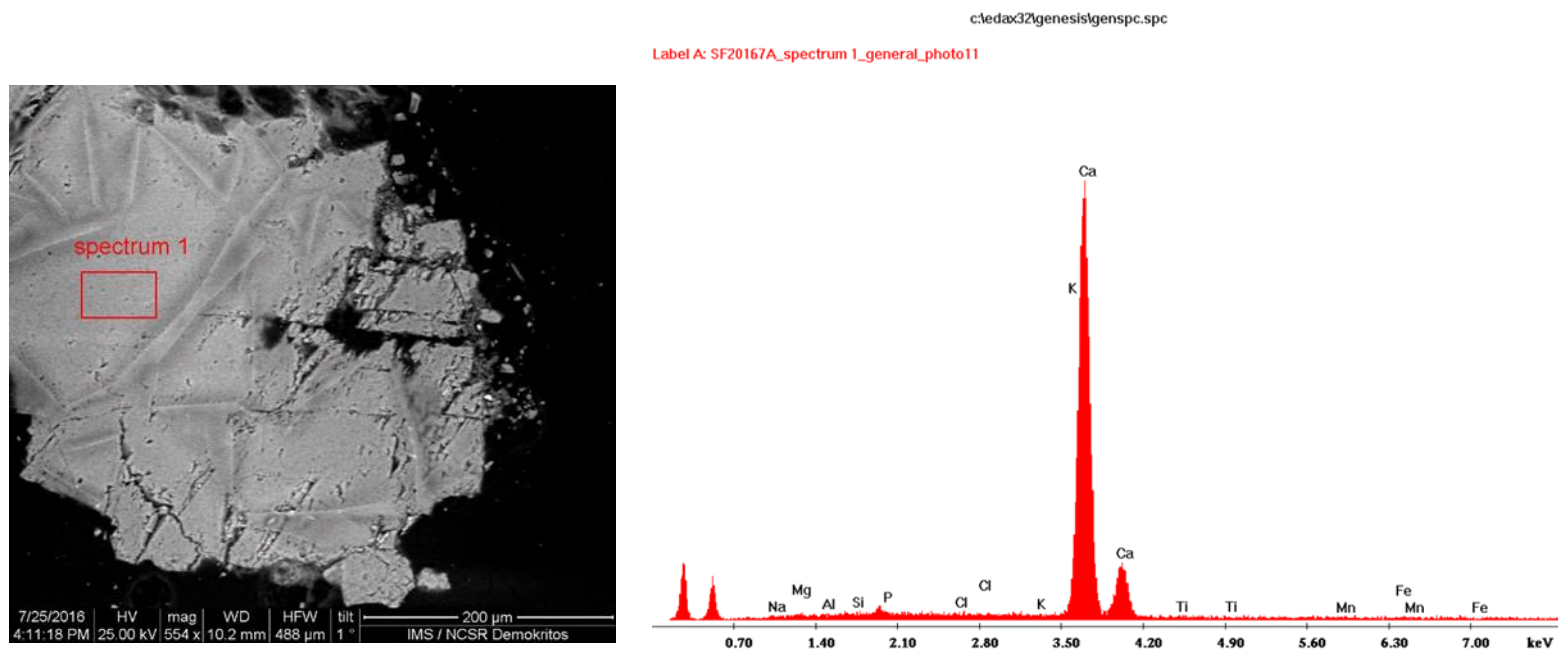 c:\edax32\genesis\genspc.spc
Label A: SF20167A_spectrum 1_general_photo11
spectrum 1
7/25/2016 HV mag WD HFW tilt 200 µm
4:11:18 PM 25.00 kV 554 x 10.2 mm 488 µm 1 ° IMS / NCSR Demokritos
Ca
K
Ca
Na Mg Al Si P Cl Cl K Ti Ti Mn Fe Mn Fe
0.70 1.40 2.10 2.80 3.50 4.20 4.90 5.60 6.30 7.00 keV